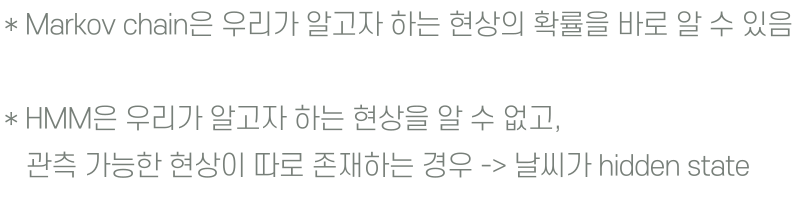 * Markov chain은 우리가 알고자 하는 현상의 확률을 바로 알 수 있음
* HMM은 우리가 알고자 하는 현상을 알 수 없고,
관측 가능한 현상이 따로 존재하는 경우 -> 날씨가 hidden state